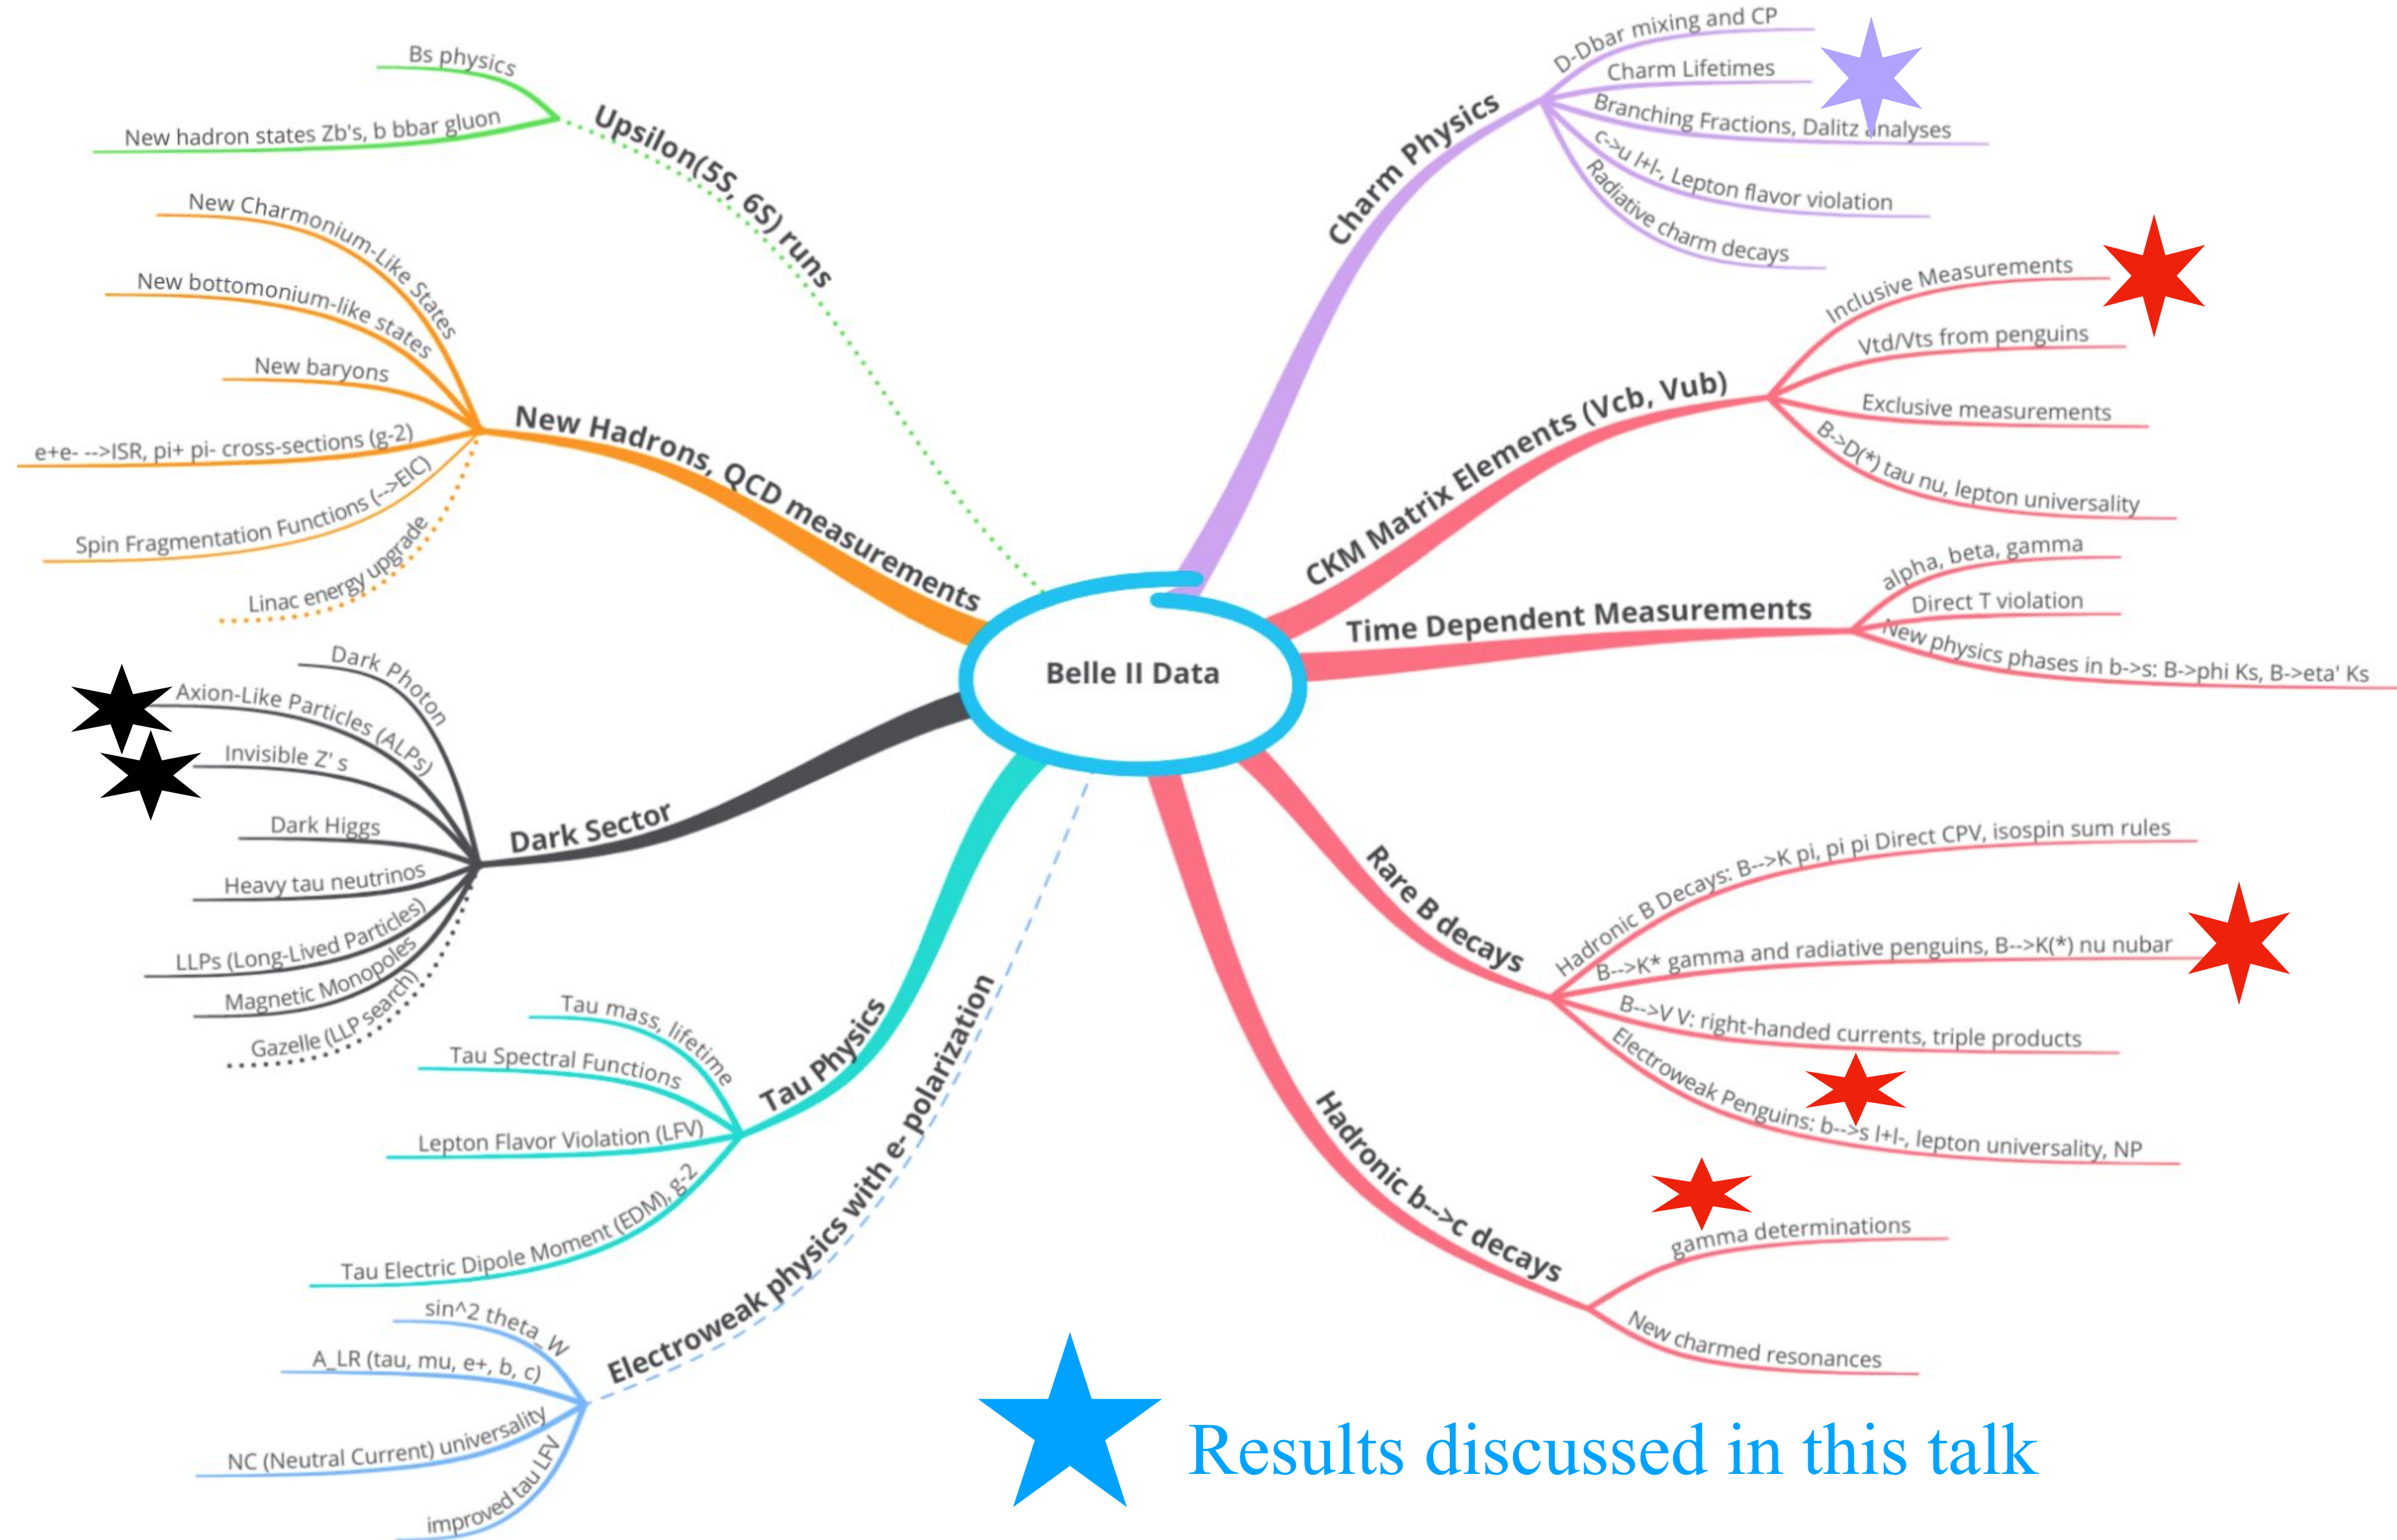 Bs physics
New hadron states Zb's, b bbar gluon
Upsilon(5S, 6S) runs
New Charmonium-Like States
New bottomonium-like states
New baryons
e+e- -->ISR, pi+ pi- cross-sections (g-2)
Spin Fragmentation Functions (-->EIC)
Linac energy upgrade
New Hadrons, QCD measurements
Dark Photon
Axion-Like Particles (ALPs)
Invisible Z' s
Dark Higgs
Heavy tau neutrinos
LLPs (Long-Lived Particles)
Magnetic Monopoles
Gazelle (LLP search)
Dark Sector
Tau mass, lifetime
Tau Spectral Functions
Lepton Flavor Violation (LFV)
Tau Electric Dipole Moment (EDM), g-2
Tau Physics
sin^2 theta_W
A_LR (tau, mu, e+, b, c)
NC (Neutral Current) universality
improved tau LFV
Electroweak physics with e- polarization
Belle II Data
Charm Physics
D-Dbar mixing and CP
Charm Lifetimes
Branching Fractions, Dalitz analyses
c->u l+l-, Lepton flavor violation
Radiative charm decays
CKM Matrix Elements (Vcb, Vub)
Inclusive Measurements
Vtd/Vts from penguins
Exclusive measurements
B->D(*) tau nu, lepton universality
Time Dependent Measurements
alpha, beta, gamma
Direct T violation
New physics phases in b->s: B->phi Ks, B->eta' Ks
Rare B decays
Hadronic B Decays: B-->K pi, pi pi Direct CPV, isospin sum rules
B-->K* gamma and radiative penguins, B-->K(*) nu nubar
B-->V V: right-handed currents, triple products
Electroweak Penguins: b-->s l+l-, lepton universality, NP
Hadronic b-->c decays
gamma determinations
New charmed resonances
Results discussed in this talk